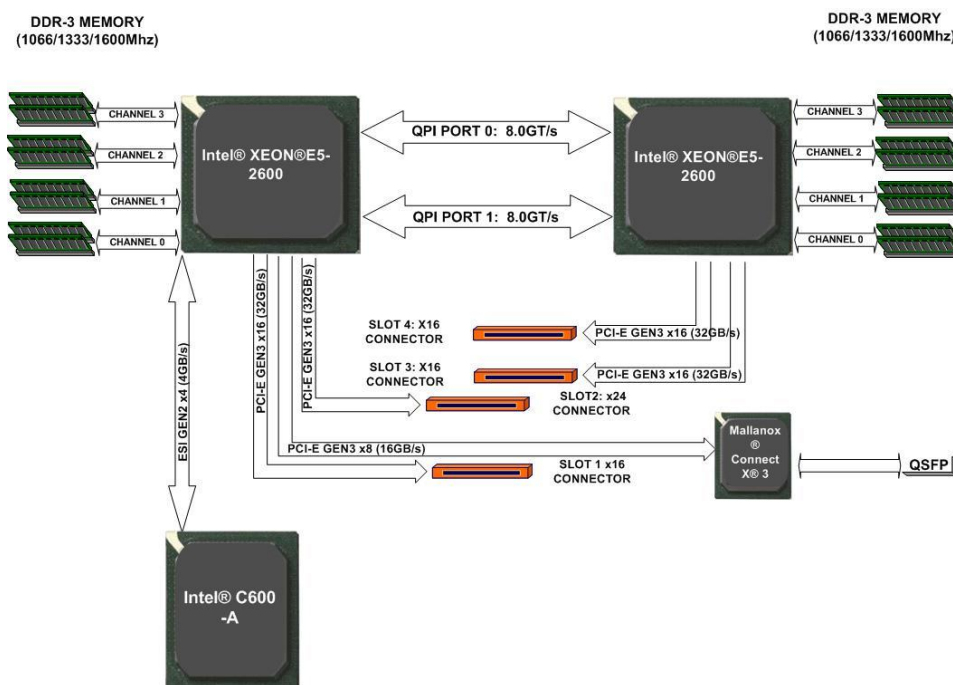 DDR-3 MEMORY
(1066/1333/1600Mhz)
DDR-3 MEMORY
(1066/1333/1600Mhz)
CHANNEL 3
CHANNEL 2
CHANNEL 1
CHANNEL 0
Intel® XEON®E5-
2600
QPI PORT 0: 8.0GT/s
QPI PORT 1: 8.0GT/s
Intel® XEON®E5-
2600
CHANNEL 3
CHANNEL 2
CHANNEL 1
CHANNEL 0
ESI GEN2 x4 (4GB/s)
PCI-E GEN3 x16 (32GB/s)
PCI-E GEN3 x16 (32GB/s)
SLOT 4: X16
CONNECTOR
PCI-E GEN3 x16 (32GB/s)
SLOT 3: X16
CONNECTOR
PCI-E GEN3 x16 (32GB/s)
SLOT2: x24
CONNECTOR
PCI-E GEN3 x8 (16GB/s)
SLOT 1 x16
CONNECTOR
Mallanox
®
Connect
X® 3
QSFP
Intel® C600
-A